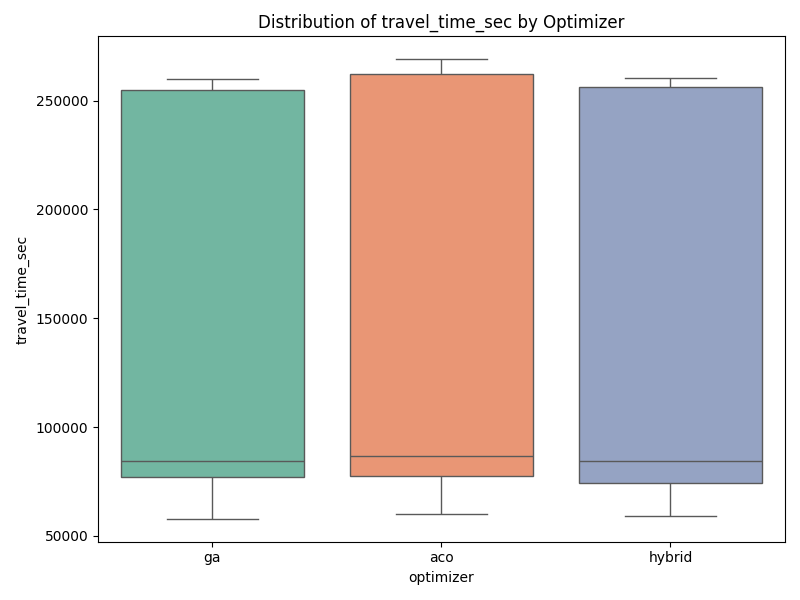 Distribution of travel_time_sec by Optimizer
travel_time_sec
250000
200000
150000
100000
50000
ga
aco
hybrid
optimizer